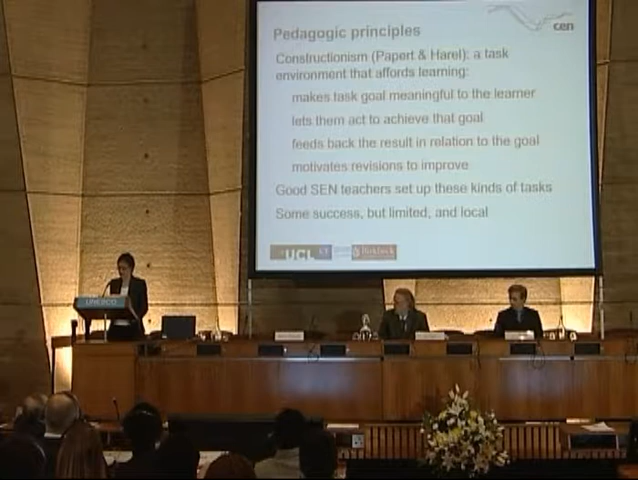 Pedagogic principles
cen
Constructionism (Papert & Harel): a task
environment that affords learning:
makes task goal meaningful to the learner
lets them act to achieve that goal
feeds back the result in relation to the goal
motivates revisions to improve
Good SEN teachers set up these kinds of tasks
Some success, but limited, and local
UCL
Birkbeck
UNESCO